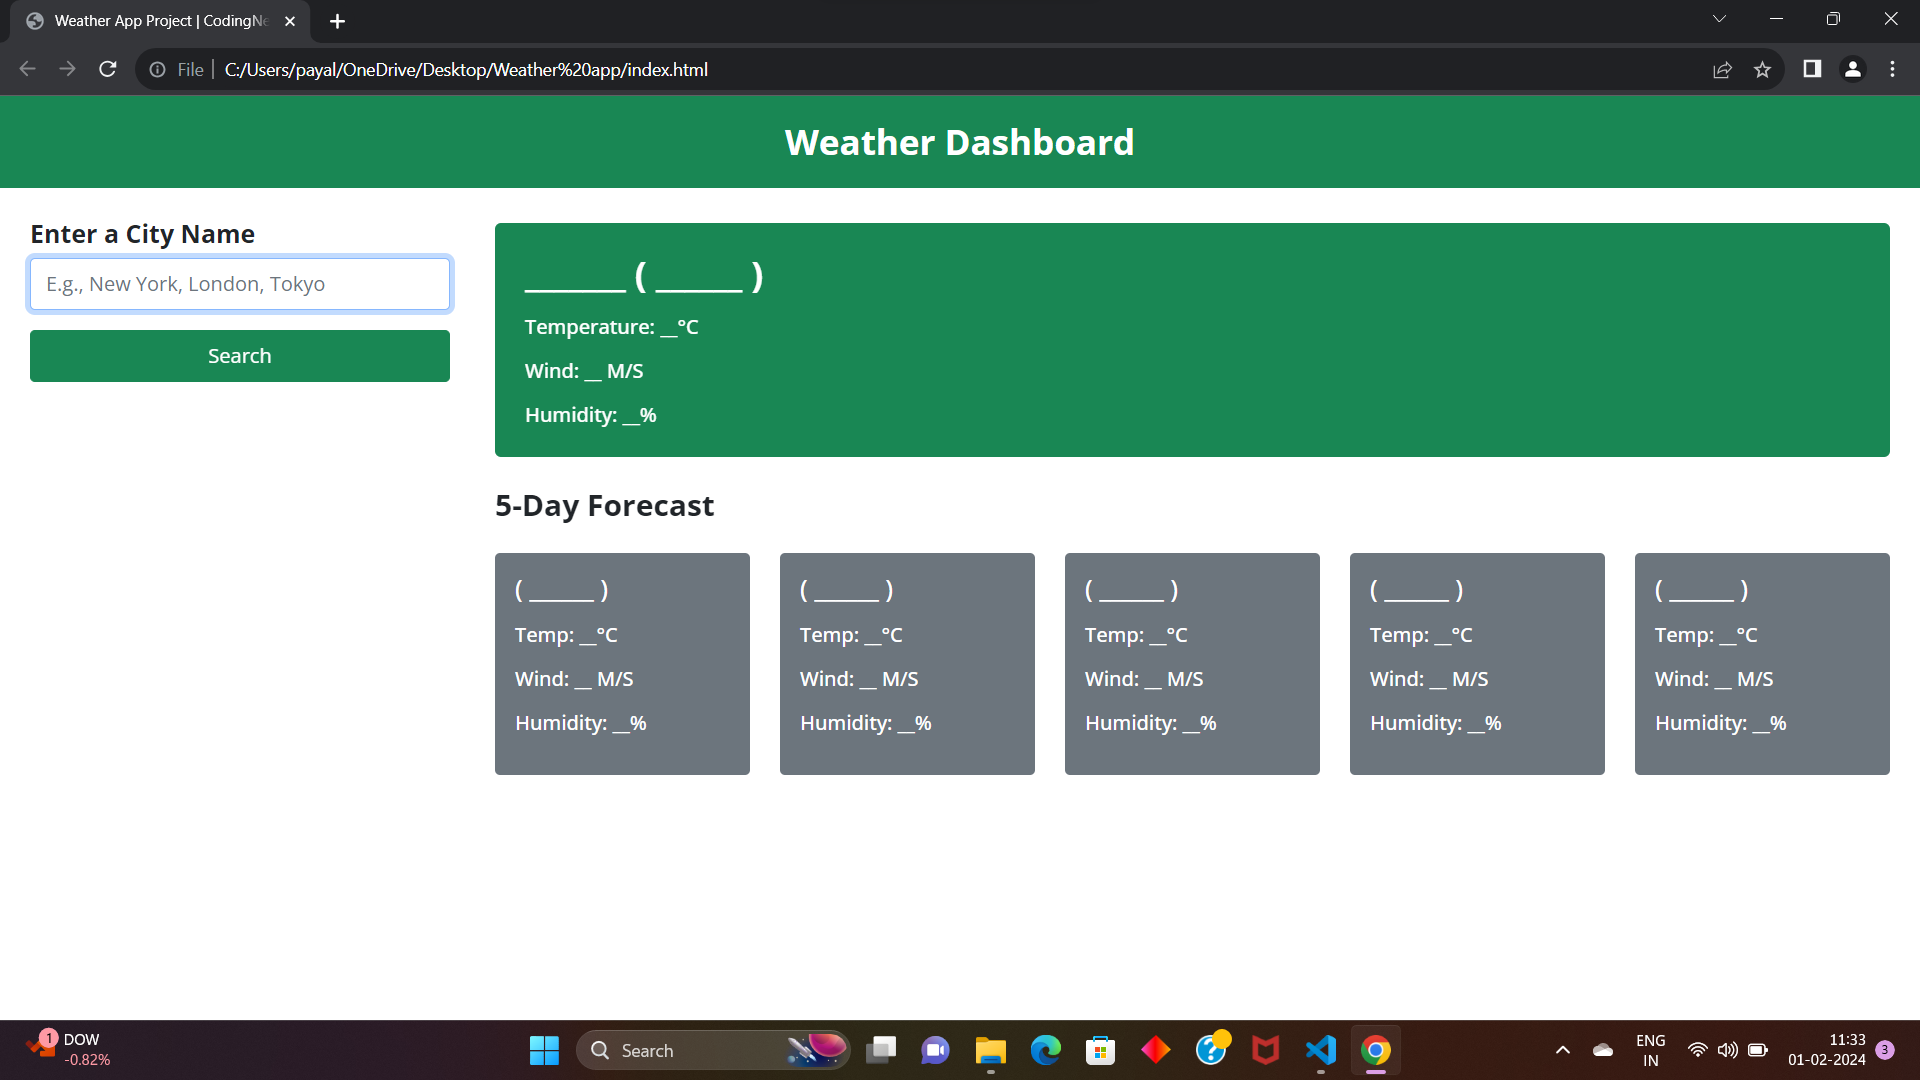 Weather App Project | CodingNe
File
C:/Users/payal/OneDrive/Desktop/Weather%20app/index.html
Weather Dashboard
Enter a City Name
E.g., New York, London, Tokyo
Search
______ ( ______ )
Temperature: __°C
Wind: __ M/S
Humidity: __%
5-Day Forecast
( ______ )
Temp: __°C
Wind: __ M/S
Humidity: __%
( ______ )
Temp: __°C
Wind: __ M/S
Humidity: __%
( ______ )
Temp: __°C
Wind: __ M/S
Humidity: __%
( ______ )
Temp: __°C
Wind: __ M/S
Humidity: __%
( ______ )
Temp: __°C
Wind: __ M/S
Humidity: __%
1
DOW
-0.82%
Search
ENG
IN
11:33
01-02-2024
3